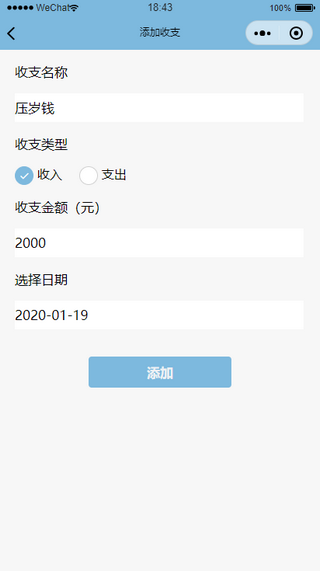 WeChat
18:43
100%
添加收支
收支名称
压岁钱
收支类型
收入
支出
收支金额（元）
2000
选择日期
2020-01-19
添加